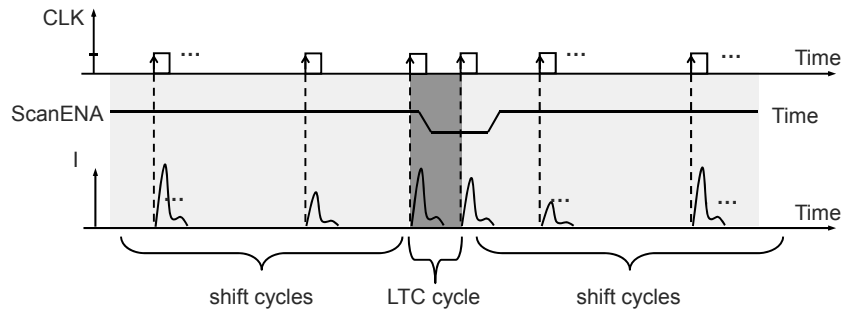 CLK
... ...
...
Time
ScanENA
Time
I
...
...
...
Time
shift cycles
LTC cycle
shift cycles